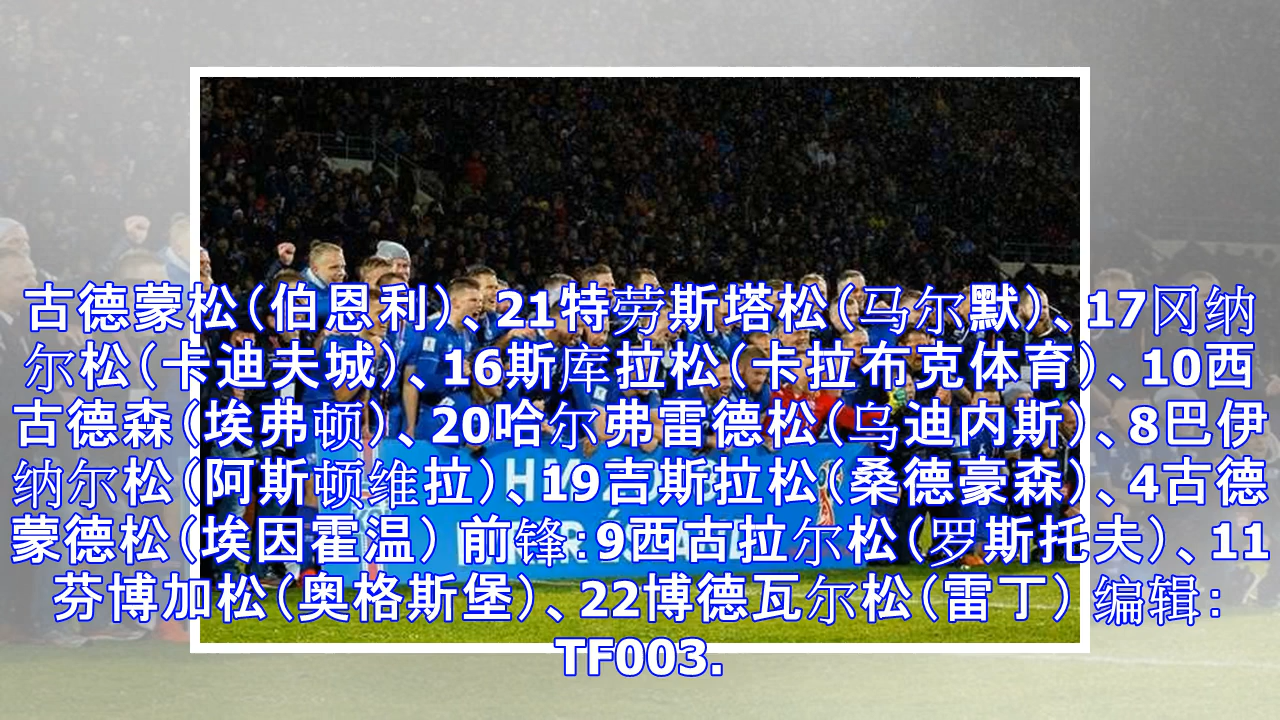 古德蒙松（伯恩利）、21特劳斯塔松（马尔默）、17冈纳
尔松（卡迪夫城）、16斯库拉松（卡拉布克体育）、10西
古德森（埃弗顿）、20哈尔弗雷德松（乌迪内斯）、8巴伊
纳尔松（阿斯顿维拉）、19吉斯拉松（桑德豪森）、4古德
蒙德松（埃因霍温） 前锋：9西古拉尔松（罗斯托夫）、11
芬博加松（奥格斯堡）、22博德瓦尔松（雷丁） 编辑：
TF003.